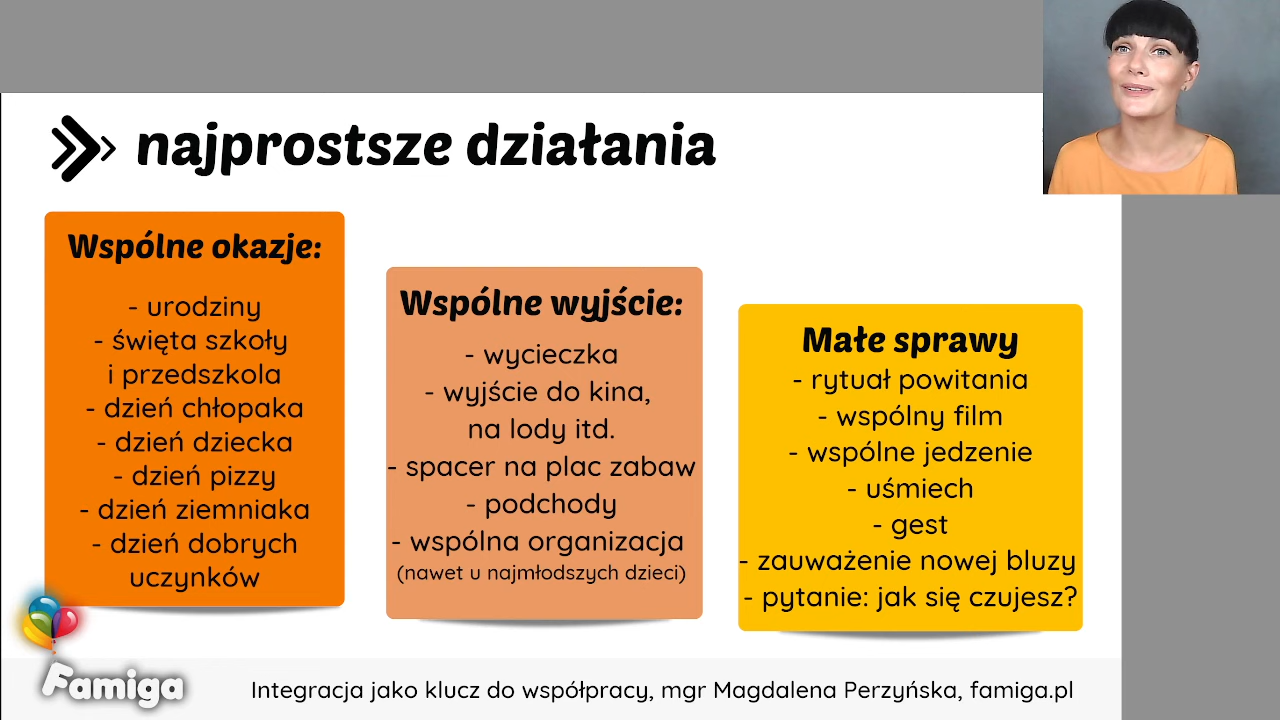 najprostsze działania
Wspólne okazje:
- urodziny
- święta szkoły
i przedszkola
- dzień chłopaka
- dzień dziecka
- dzień pizzy
- dzień ziemniaka
- dzień dobrych
uczynków
Wspólne wyjście:
- wycieczka
- wyjście do kina,
na lody itd.
- spacer na plac zabaw
- podchody
- wspólna organizacja
(nawet u najmłodszych dzieci)
Małe sprawy
- rytuał powitania
- wspólny film
- wspólne jedzenie
- uśmiech
- gest
- zauważenie nowej bluzy
- pytanie: jak się czujesz?
Famiga
Integracja jako klucz do współpracy, mgr Magdalena Perzyńska, famiga.pl